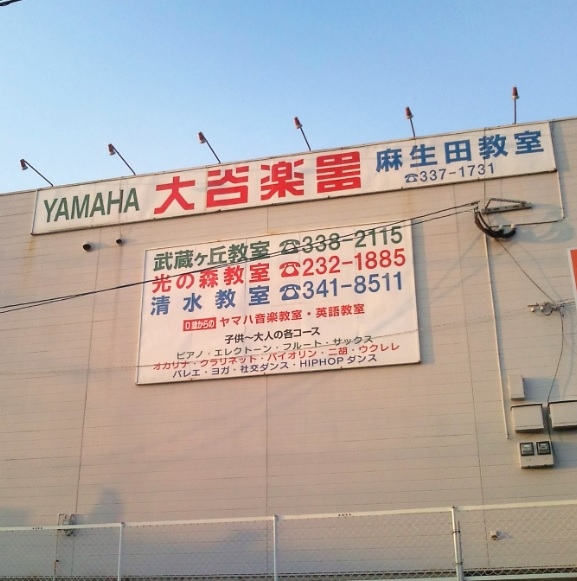 YAMAHA 大谷楽器 麻生田教室
☎337-1731
武蔵ヶ丘教室 ☎338-2115
光の森教室 ☎232-1885
清水教室 ☎341-8511
0歳からの ヤマハ音楽教室・英語教室
子供〜大人の各コース
ピアノ・エレクトーン・フルート・サックス
オカリナ・クラリネット・バイオリン・二胡・ウクレレ
バレエ・ヨガ・社交ダンス・HIPHOPダンス